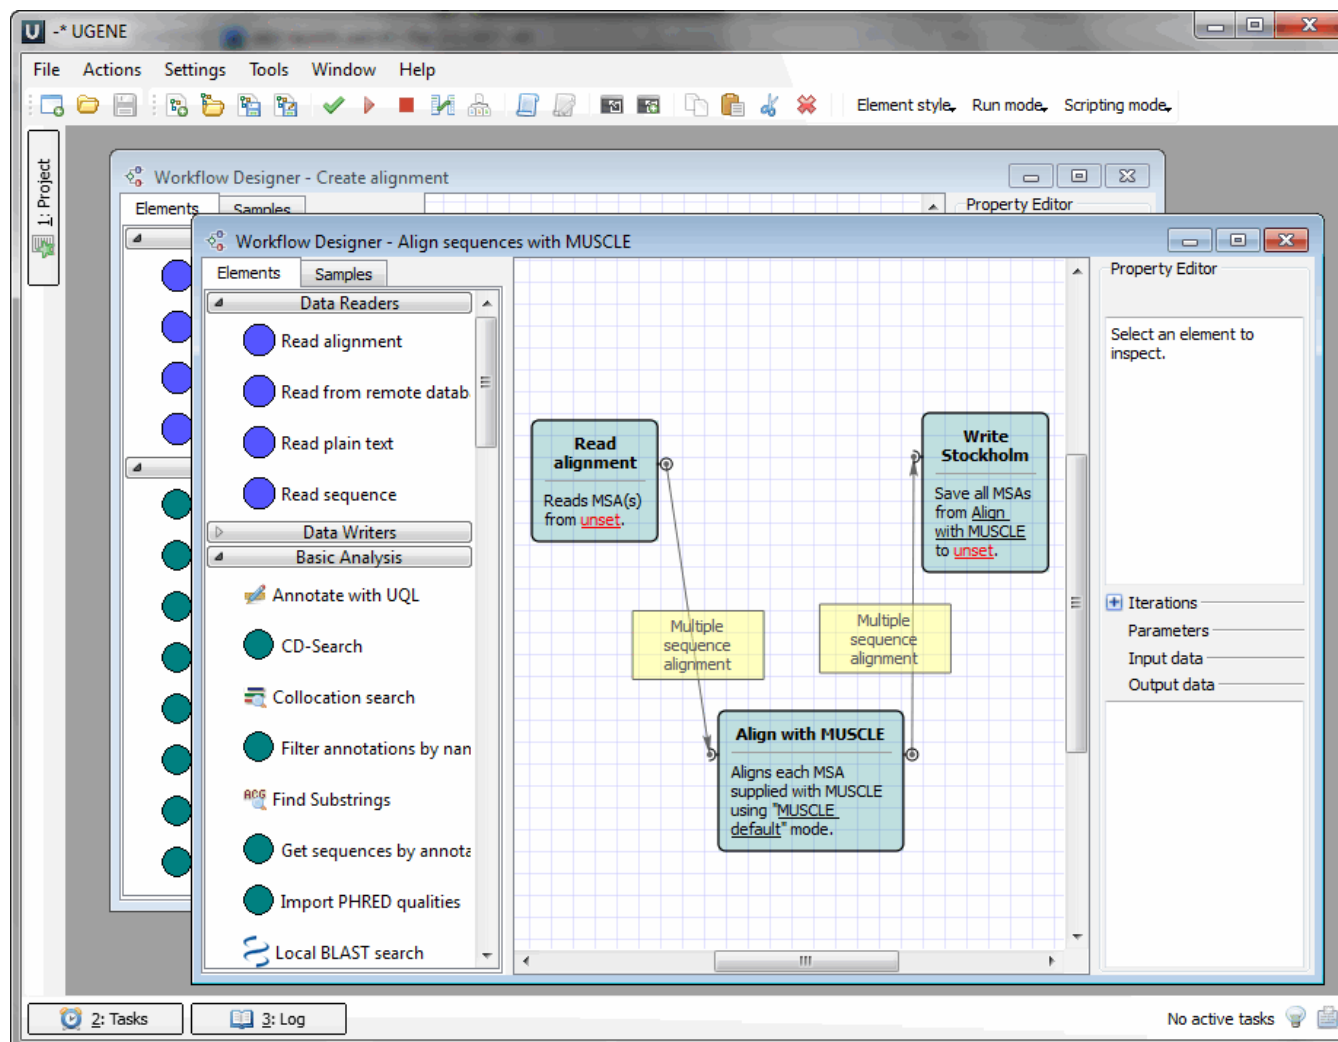 -* UGENE
File Actions Settings Tools Window Help
Element style Run mode Scripting mode
1: Project
Workflow Designer - Create alignment
Elements Samples
Property Editor
Workflow Designer - Align sequences with MUSCLE
Elements Samples
Property Editor
Data Readers
Read alignment
Read from remote datab
Read plain text
Read sequence
Data Writers
Basic Analysis
Annotate with UQL
CD-Search
Collocation search
Filter annotations by nan
Find Substrings
Get sequences by annota
Import PHRED qualities
Local BLAST search
Read
alignment
Reads MSA(s)
from unset.
Multiple
sequence
alignment
Align with MUSCLE
Aligns each MSA
supplied with MUSCLE
using "MUSCLE
default" mode.
Multiple
sequence
alignment
Write
Stockholm
Save all MSAs
from Align
with MUSCLE
to unset.
Select an element to
inspect.
Iterations
Parameters
Input data
Output data
2: Tasks
3: Log
No active tasks